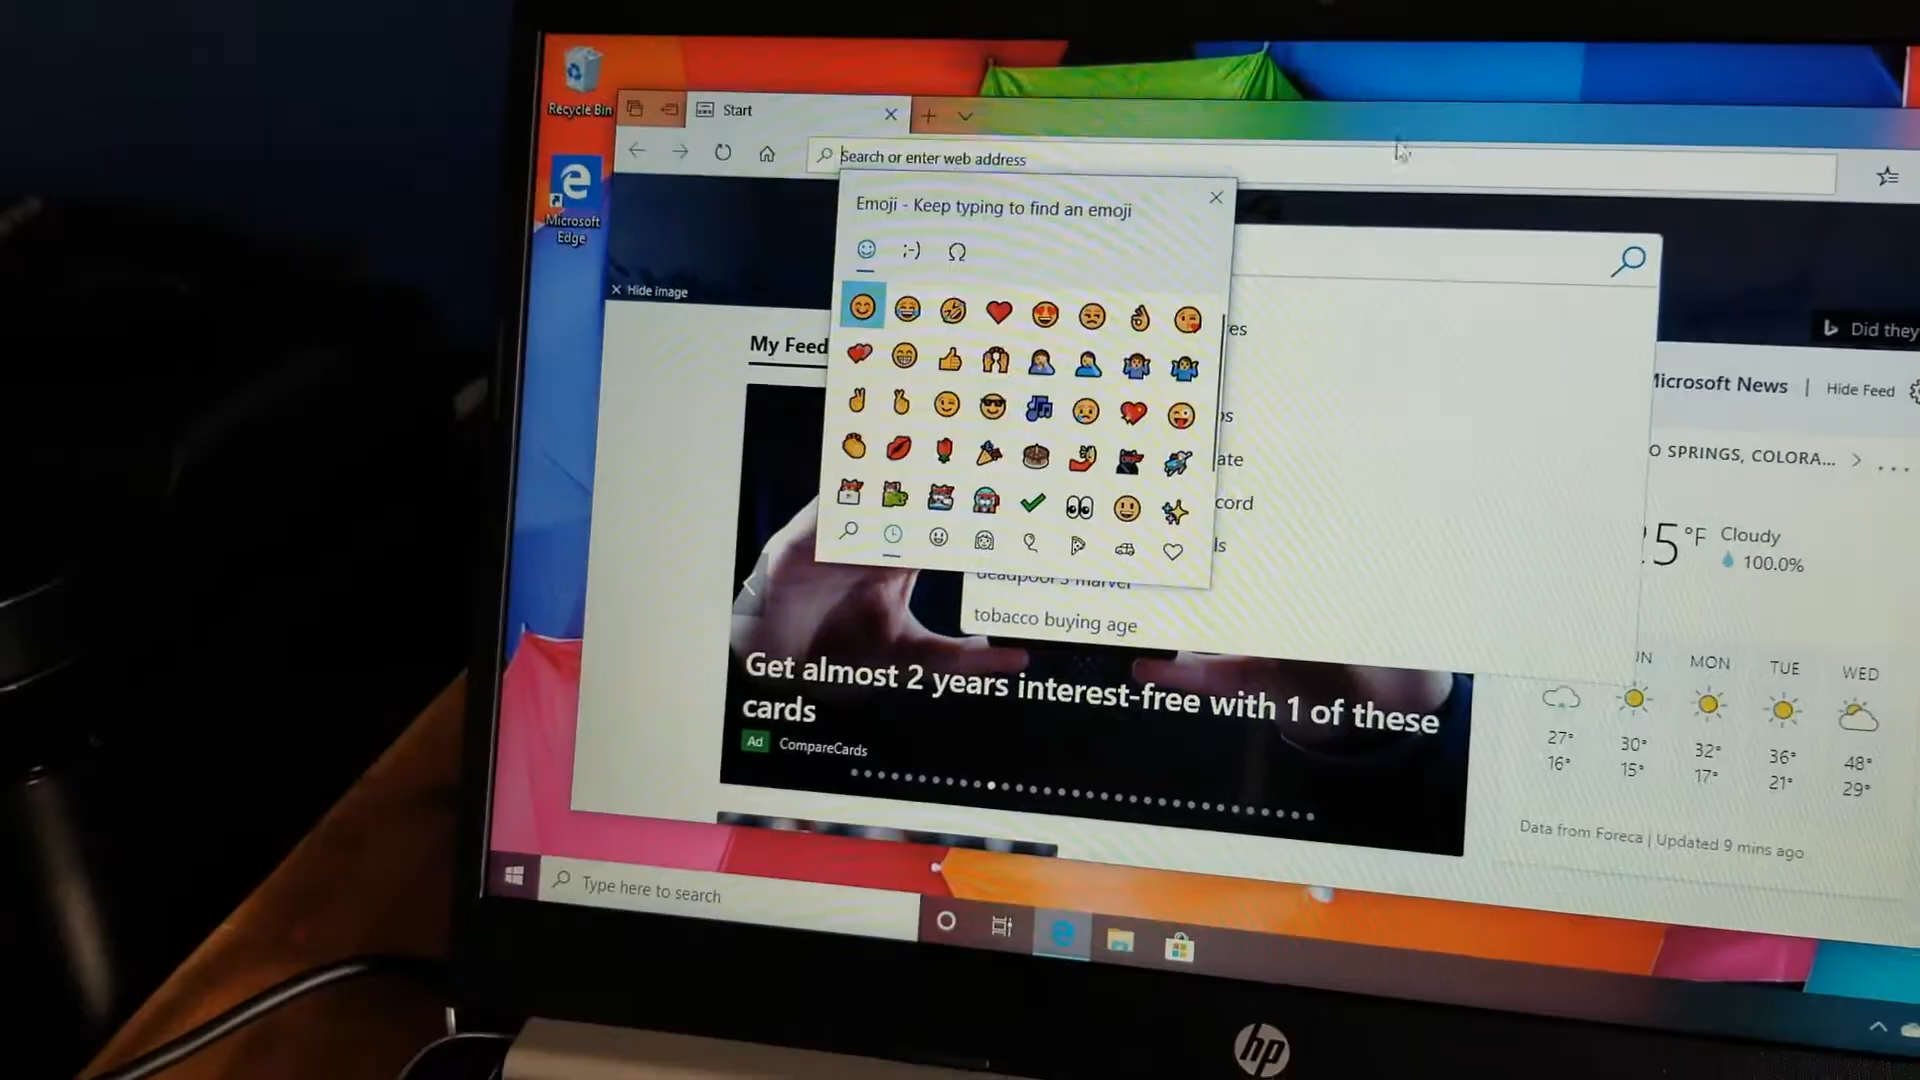 Recycle Bin
Microsoft
Edge
Start
Search or enter web address
Emoji - Keep typing to find an emoji
;-)
Hide image
My Feed
Did they
Microsoft News | Hide Feed
O SPRINGS, COLORA...
5°F
Cloudy
100.0%
tobacco buying age
Get almost 2 years interest-free with 1 of these
cards
Ad CompareCards
MON TUE WED
27° 30° 32° 36° 48°
16° 15° 17° 21° 29°
Data from Foreca | Updated 9 mins ago
Type here to search
hp